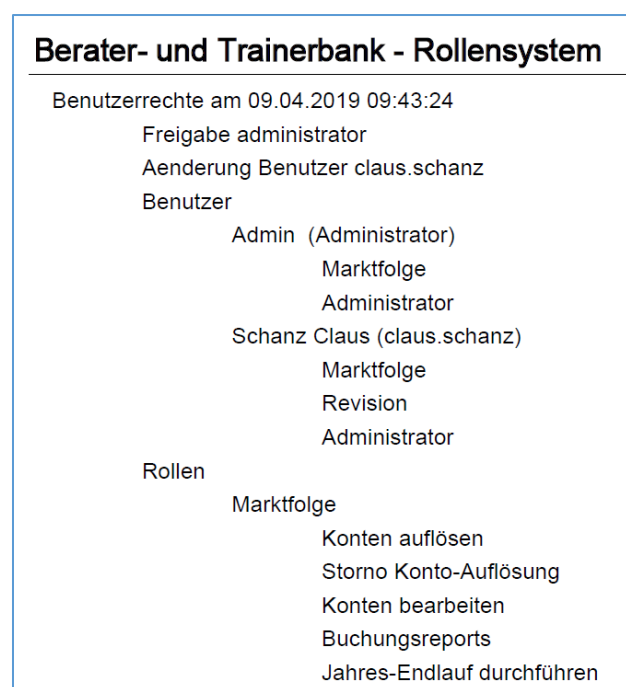 Berater- und Trainerbank - Rollensystem
Benutzerrechte am 09.04.2019 09:43:24
Freigabe administrator
Aenderung Benutzer claus.schanz
Benutzer
Admin (Administrator)
Marktfolge
Administrator
Schanz Claus (claus.schanz)
Marktfolge
Revision
Administrator
Rollen
Marktfolge
Konten auflösen
Storno Konto-Auflösung
Konten bearbeiten
Buchungsreports
Jahres-Endlauf durchführen